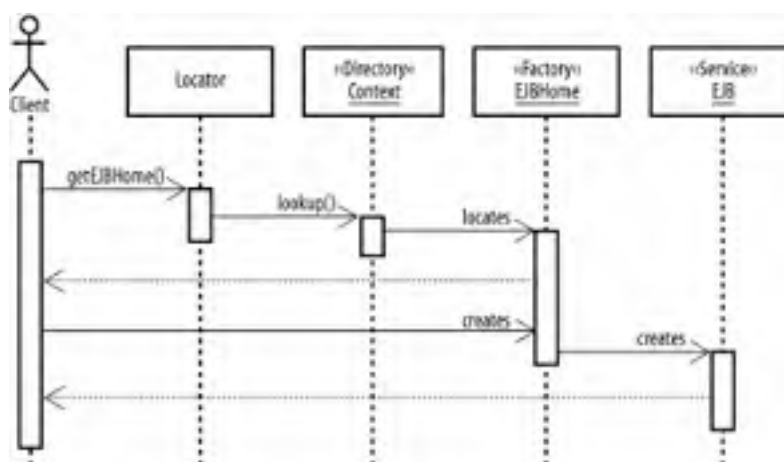 Client
Locator
«Directory»
Context
«Factory»
EJBHome
«Service»
EJB
getEJBHome()
lookup()
locates
creates
creates